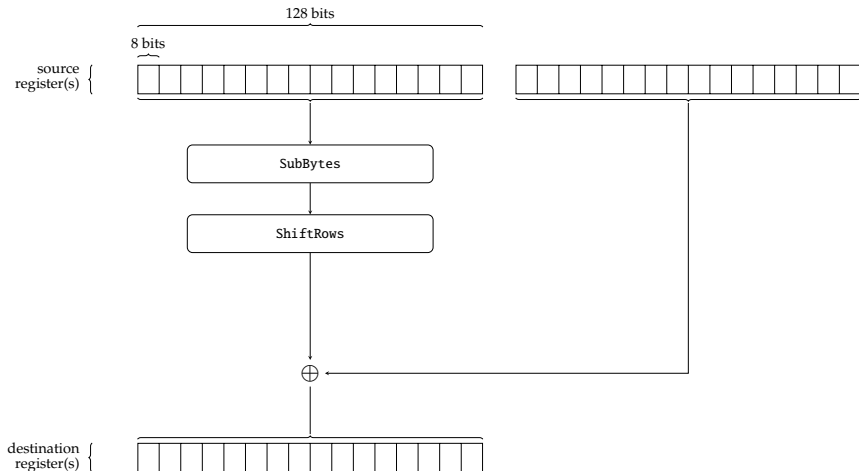 128 bits
8 bits
source
register(s)
SubBytes
ShiftRows
destination
register(s)